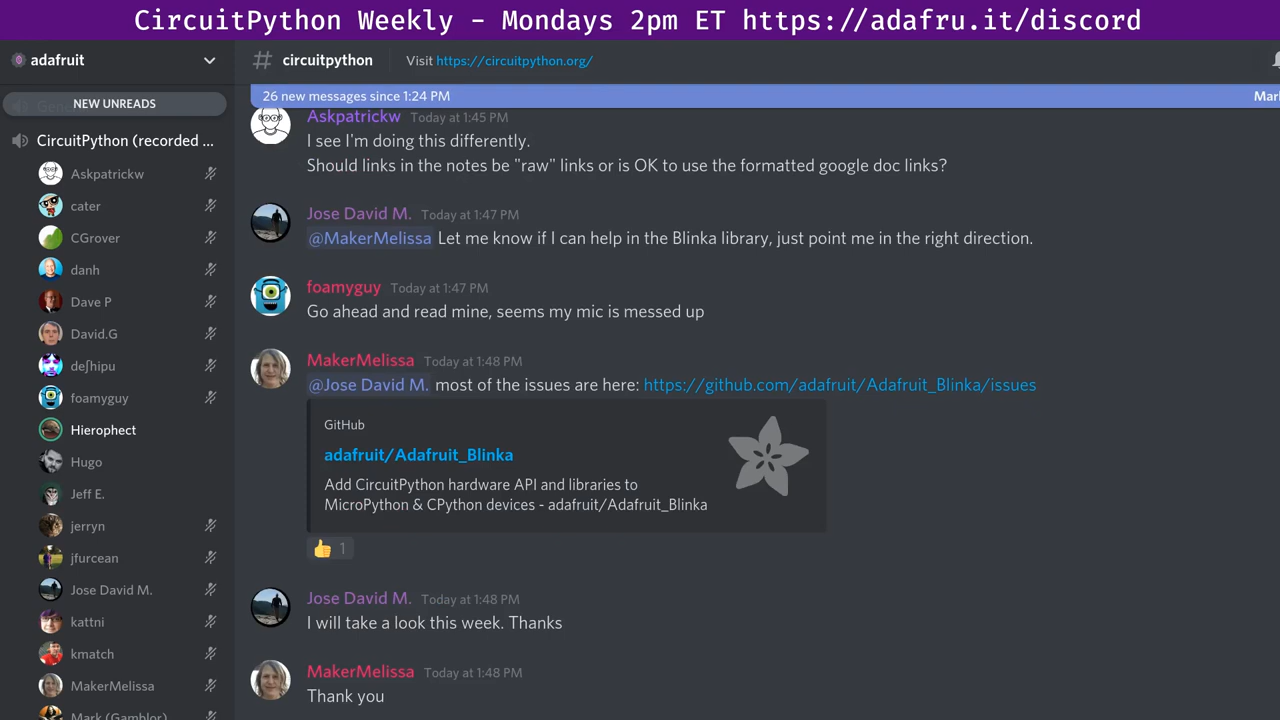 CircuitPython Weekly - Mondays 2pm ET https://adafru.it/discord
adafruit
# circuitpython
Visit https://circuitpython.org/
NEW UNREADS
26 new messages since 1:24 PM
CircuitPython (recorded ...
Askpatrickw
cater
CGrover
danh
Dave P
David.G
deʃhipu
foamyguy
Hierophect
Hugo
Jeff E.
jerryn
jfurcean
Jose David M.
kattni
kmatch
MakerMelissa
Mark (Gamblor)
Askpatrickw Today at 1:45 PM
I see I'm doing this differently.
Should links in the notes be "raw" links or is OK to use the formatted google doc links?
Jose David M. Today at 1:47 PM
@MakerMelissa Let me know if I can help in the Blinka library, just point me in the right direction.
foamyguy Today at 1:47 PM
Go ahead and read mine, seems my mic is messed up
MakerMelissa Today at 1:48 PM
@Jose David M. most of the issues are here: https://github.com/adafruit/Adafruit_Blinka/issues
GitHub
adafruit/Adafruit_Blinka
Add CircuitPython hardware API and libraries to
MicroPython & CPython devices - adafruit/Adafruit_Blinka
1
Jose David M. Today at 1:48 PM
I will take a look this week. Thanks
MakerMelissa Today at 1:48 PM
Thank you